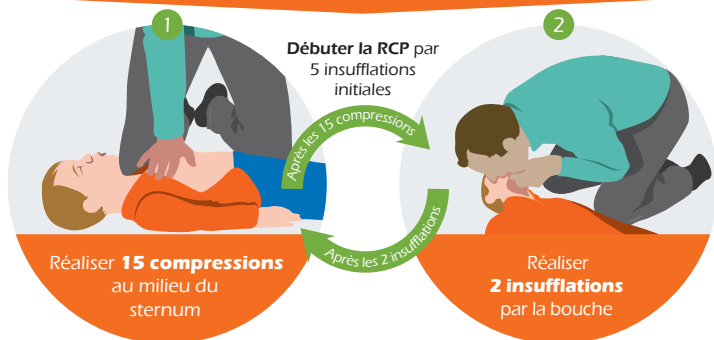 1
Débuter la RCP par
5 insufflations
initiales
2
Après les 15 compressions
Après les 2 insufflations
Réaliser 15 compressions
au milieu du
sternum
Réaliser
2 insufflations
par la bouche